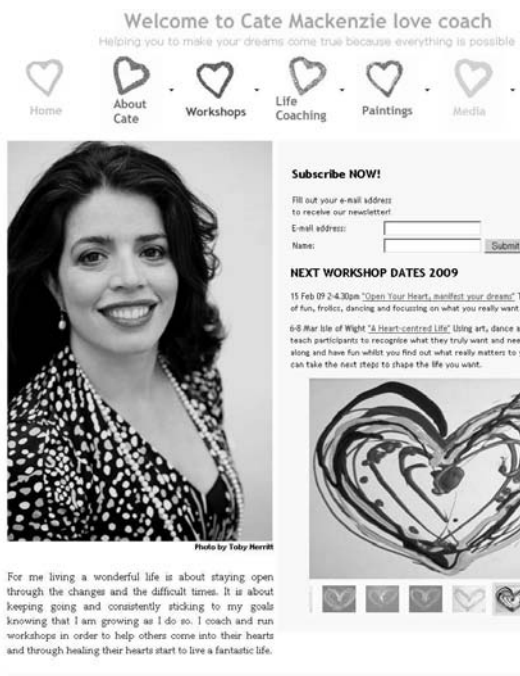 Welcome to Cate Mackenzie love coach
Helping you to make your dreams come true because everything is possible
Home
About
Cate
Workshops
Life
Coaching
Paintings
Media
Subscribe NOW!
Fill out your e-mail address
to receive our newsletter!
E-mail address:
Name:
Submit
NEXT WORKSHOP DATES 2009
15 Feb 09 2-4.30pm "Open Your Heart, manifest your dreams"
of fun, frolics, dancing and focussing on what you really want
6-8 Mar Isle of Wight "A Heart-centred Life" Using art, dance
teach participants to recognize what they truly want and
along and have fun whilst you find out what really matters to
can take the next steps to shape the life you want.
Photo by Toby Merritt
For me living a wonderful life is about staying open
through the changes and the difficult times. It is about
keeping going and consistently sticking to my goals
knowing that I am growing as I do so. I coach and run
workshops in order to help others come into their hearts
and through healing their hearts start to live a fantastic life.